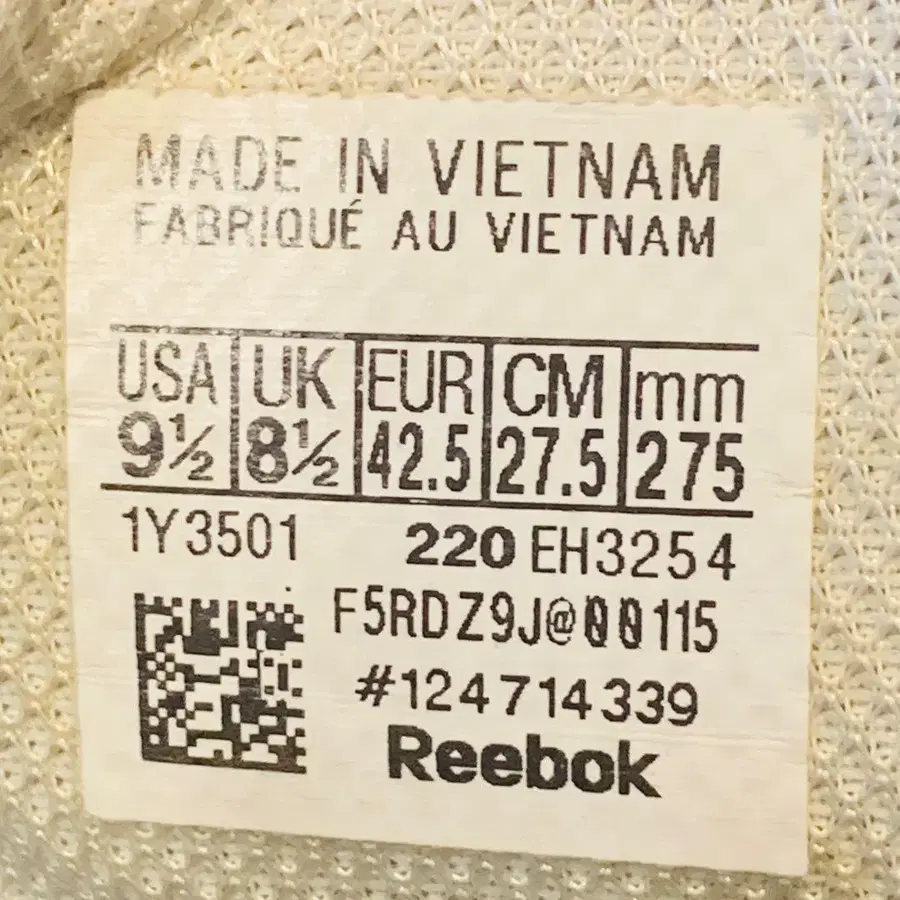 MADE IN VIETNAM
FABRIQUÉ AU VIETNAM
USA UK EUR CM mm
9½ 8½ 42.5 27.5 275
1Y3501 220 EH3254
F5RDZ9J@00115
#124714339
Reebok